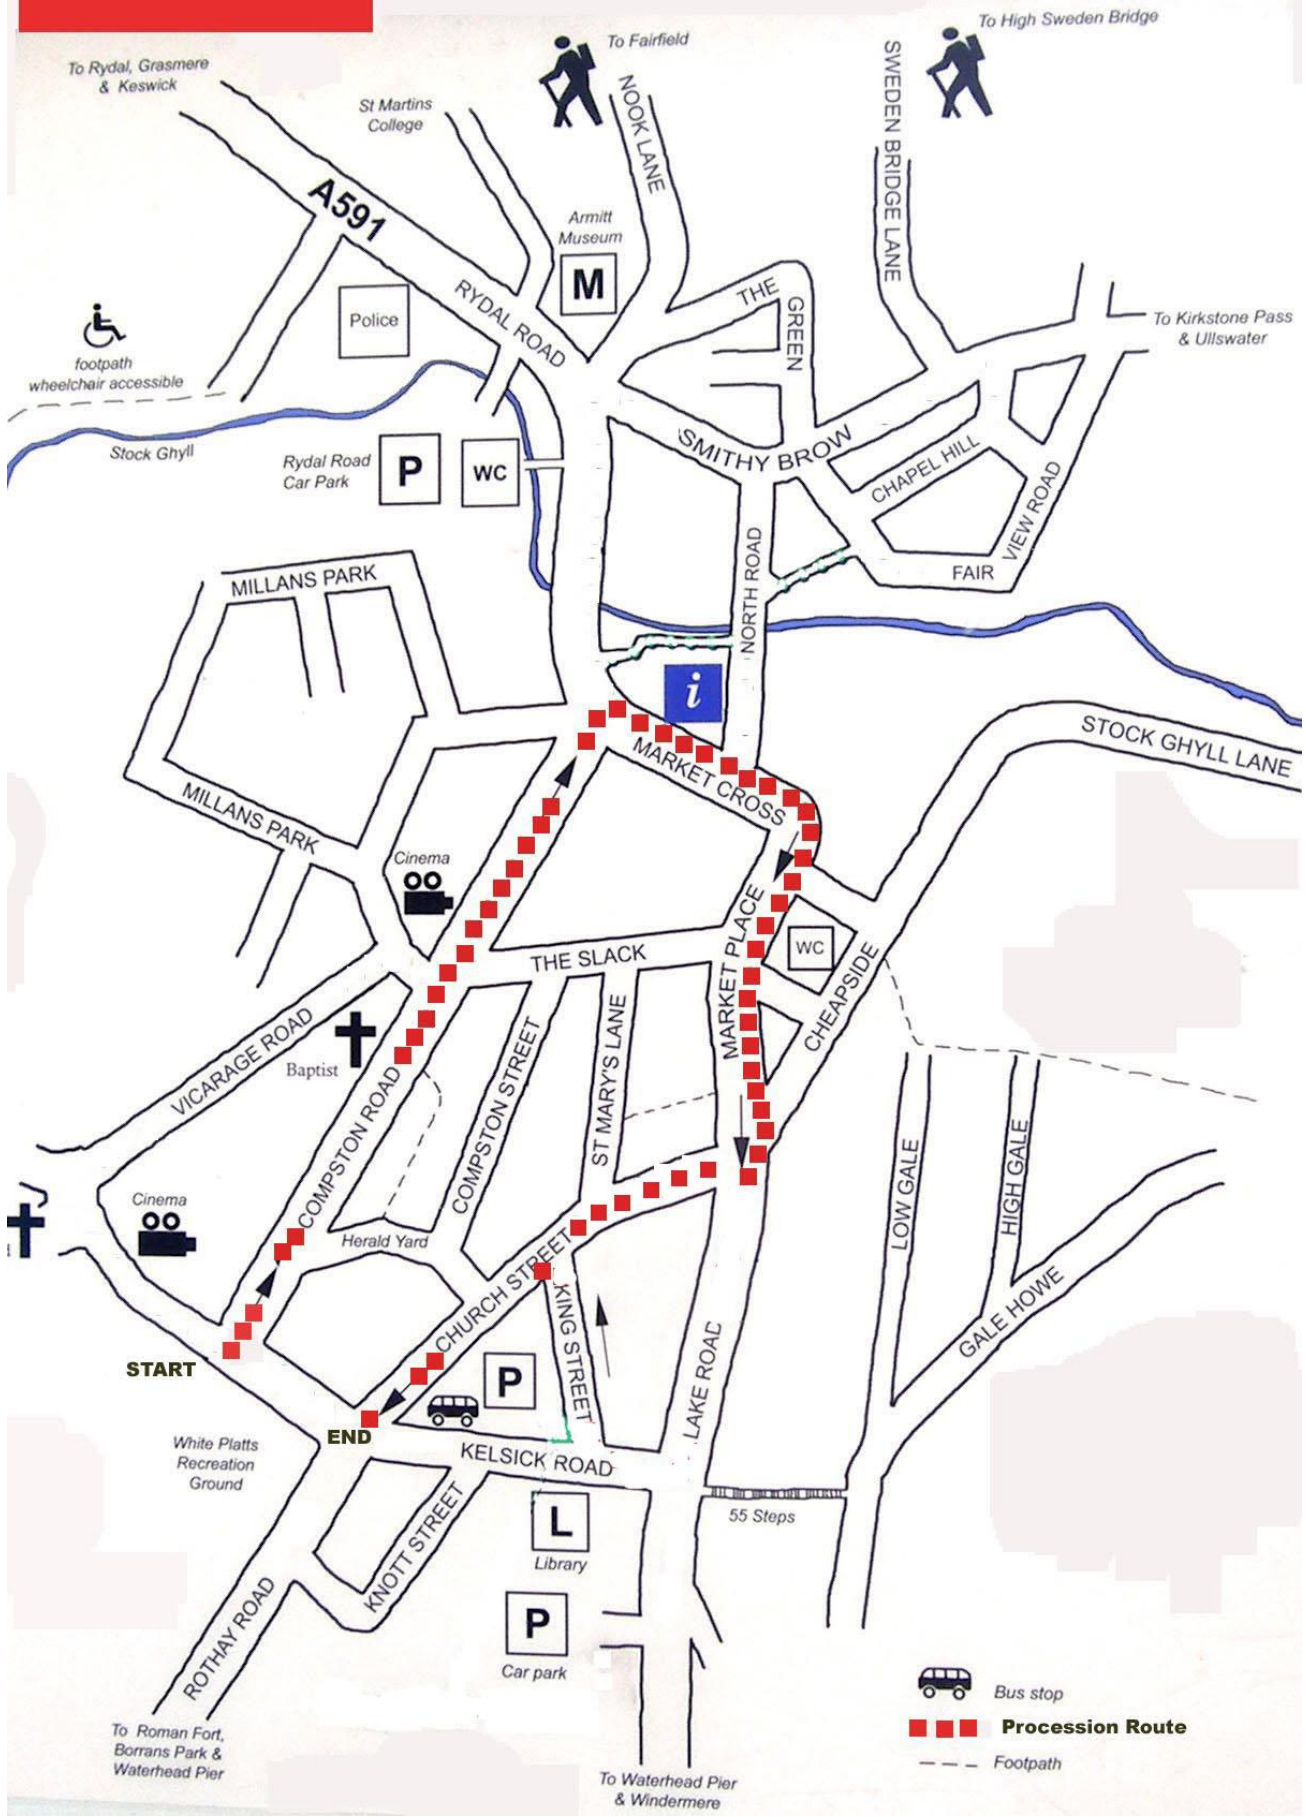 To High Sweden Bridge
To Fairfield
To Rydal, Grasmere
& Keswick
St Martins
College
NOOK LANE
SWEDEN BRIDGE LANE
A591
Armitt
Museum
M
THE
GREEN
RYDAL ROAD
Police
To Kirkstone Pass
& Ullswater
footpath
wheelchair accessible
Stock Ghyll
Rydal Road
Car Park
P
WC
SMITHY BROW
CHAPEL HILL
VIEW ROAD
FAIR
NORTH ROAD
MILLANS PARK
i
MARKET CROSS
STOCK GHYLL LANE
MILLANS PARK
Cinema
MARKET PLACE
WC
THE SLACK
CHEAPSIDE
VICARAGE ROAD
Baptist
COMPSTON ROAD
COMPSTON STREET
ST MARY'S LANE
LOW GALE
HIGH GALE
Cinema
Herald Yard
CHURCH STREET
KING STREET
GALE HOWE
LAKE ROAD
START
P
END
White Platts
Recreation
Ground
KELSICK ROAD
55 Steps
L
Library
KNOTT STREET
ROTHAY ROAD
P
Car park
Bus stop
Procession Route
Footpath
To Roman Fort,
Borrans Park &
Waterhead Pier
To Waterhead Pier
& Windermere